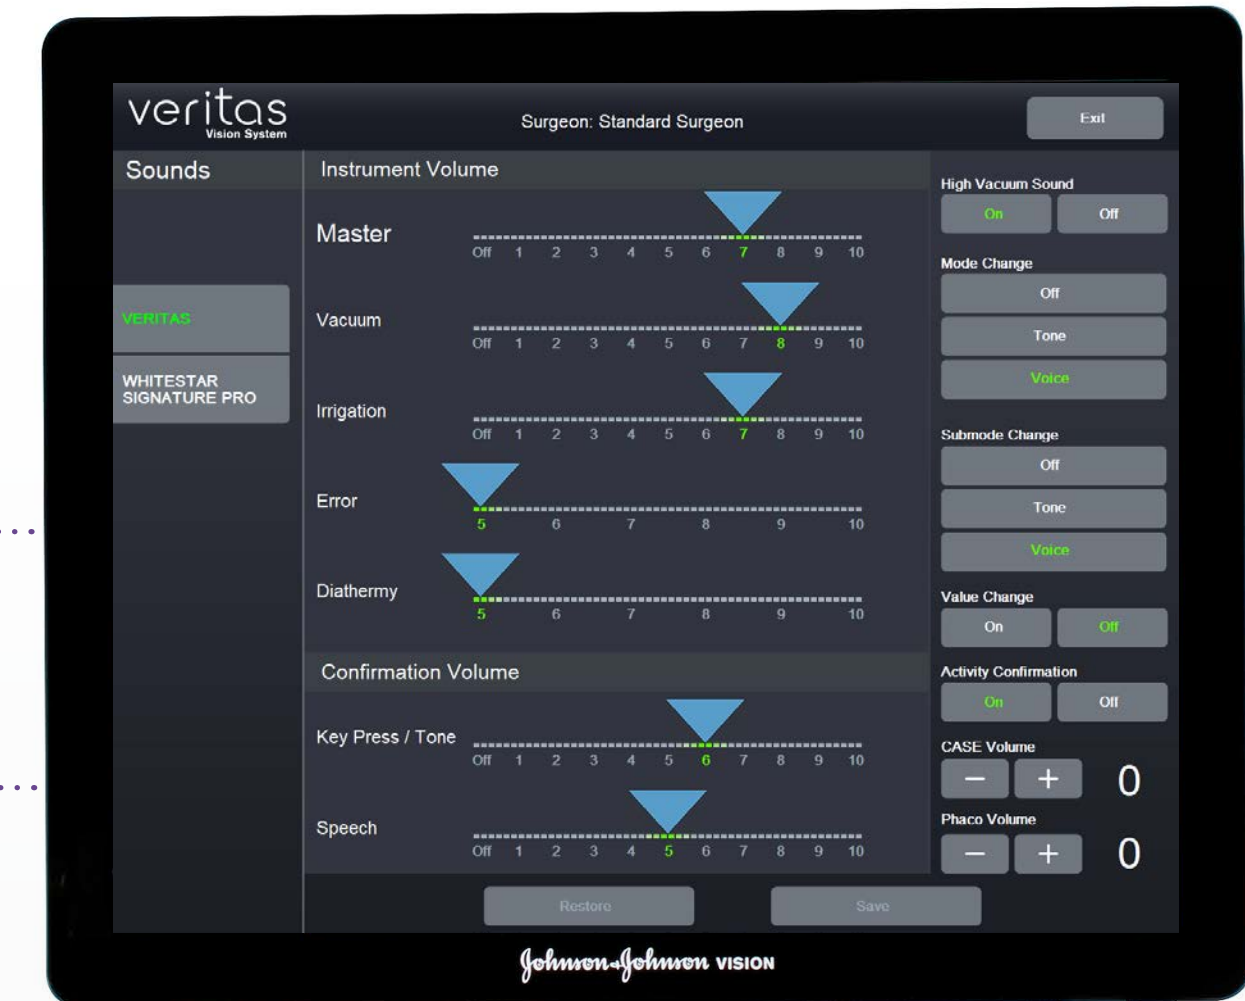 veritas
Vision System
Surgeon: Standard Surgeon
Exit
Sounds
VERITAS
WHITESTAR
SIGNATURE PRO
Instrument Volume
Master
Off 1 2 3 4 5 6 7 8 9 10
Vacuum
Off 1 2 3 4 5 6 7 8 9 10
Irrigation
Off 1 2 3 4 5 6 7 8 9 10
Error
5 6 7 8 9 10
Diathermy
5 6 7 8 9 10
Confirmation Volume
Key Press / Tone
Off 1 2 3 4 5 6 7 8 9 10
Speech
Off 1 2 3 4 5 6 7 8 9 10
High Vacuum Sound
On Off
Mode Change
Off
Tone
Voice
Submode Change
Off
Tone
Voice
Value Change
On Off
Activity Confirmation
On Off
CASE Volume
− + 0
Phaco Volume
− + 0
Restore Save
Johnson+Johnson VISION